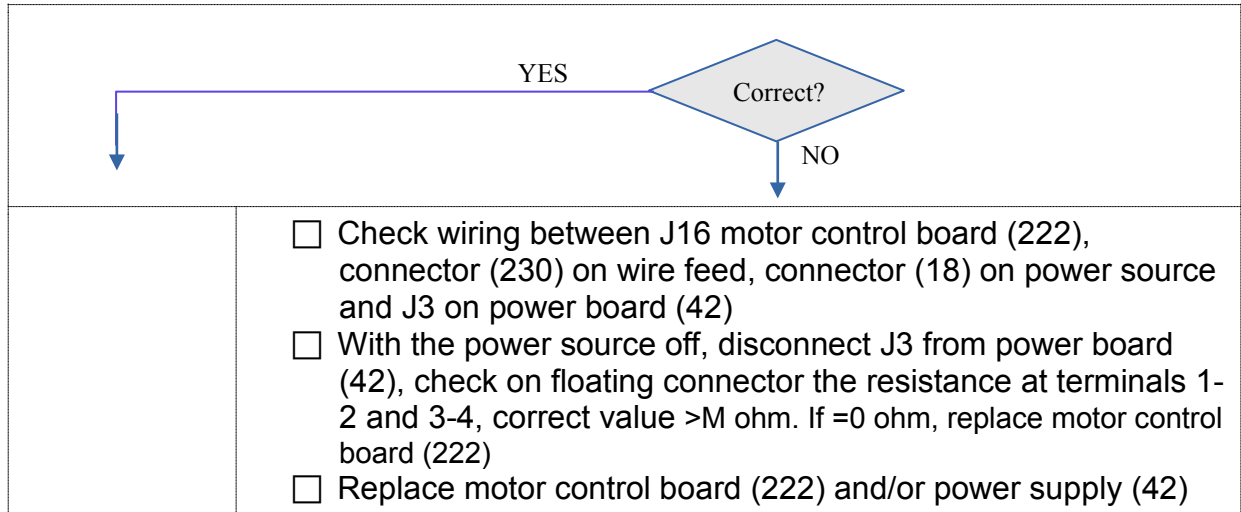 YES
Correct?
NO
☐ Check wiring between J16 motor control board (222),
connector (230) on wire feed, connector (18) on power source
and J3 on power board (42)
☐ With the power source off, disconnect J3 from power board
(42), check on floating connector the resistance at terminals 1-
2 and 3-4, correct value >M ohm. If =0 ohm, replace motor control
board (222)
☐ Replace motor control board (222) and/or power supply (42)